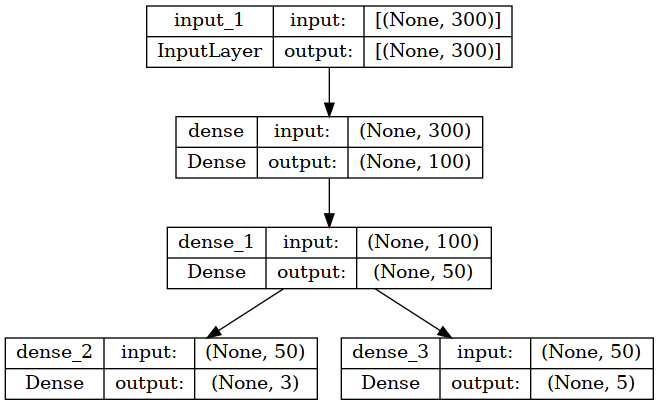 input_1 input: [(None, 300)]
InputLayer output: [(None, 300)]
dense input: (None, 300)
Dense output: (None, 100)
dense_1 input: (None, 100)
Dense output: (None, 50)
dense_2 input: (None, 50)
Dense output: (None, 3)
dense_3 input: (None, 50)
Dense output: (None, 5)